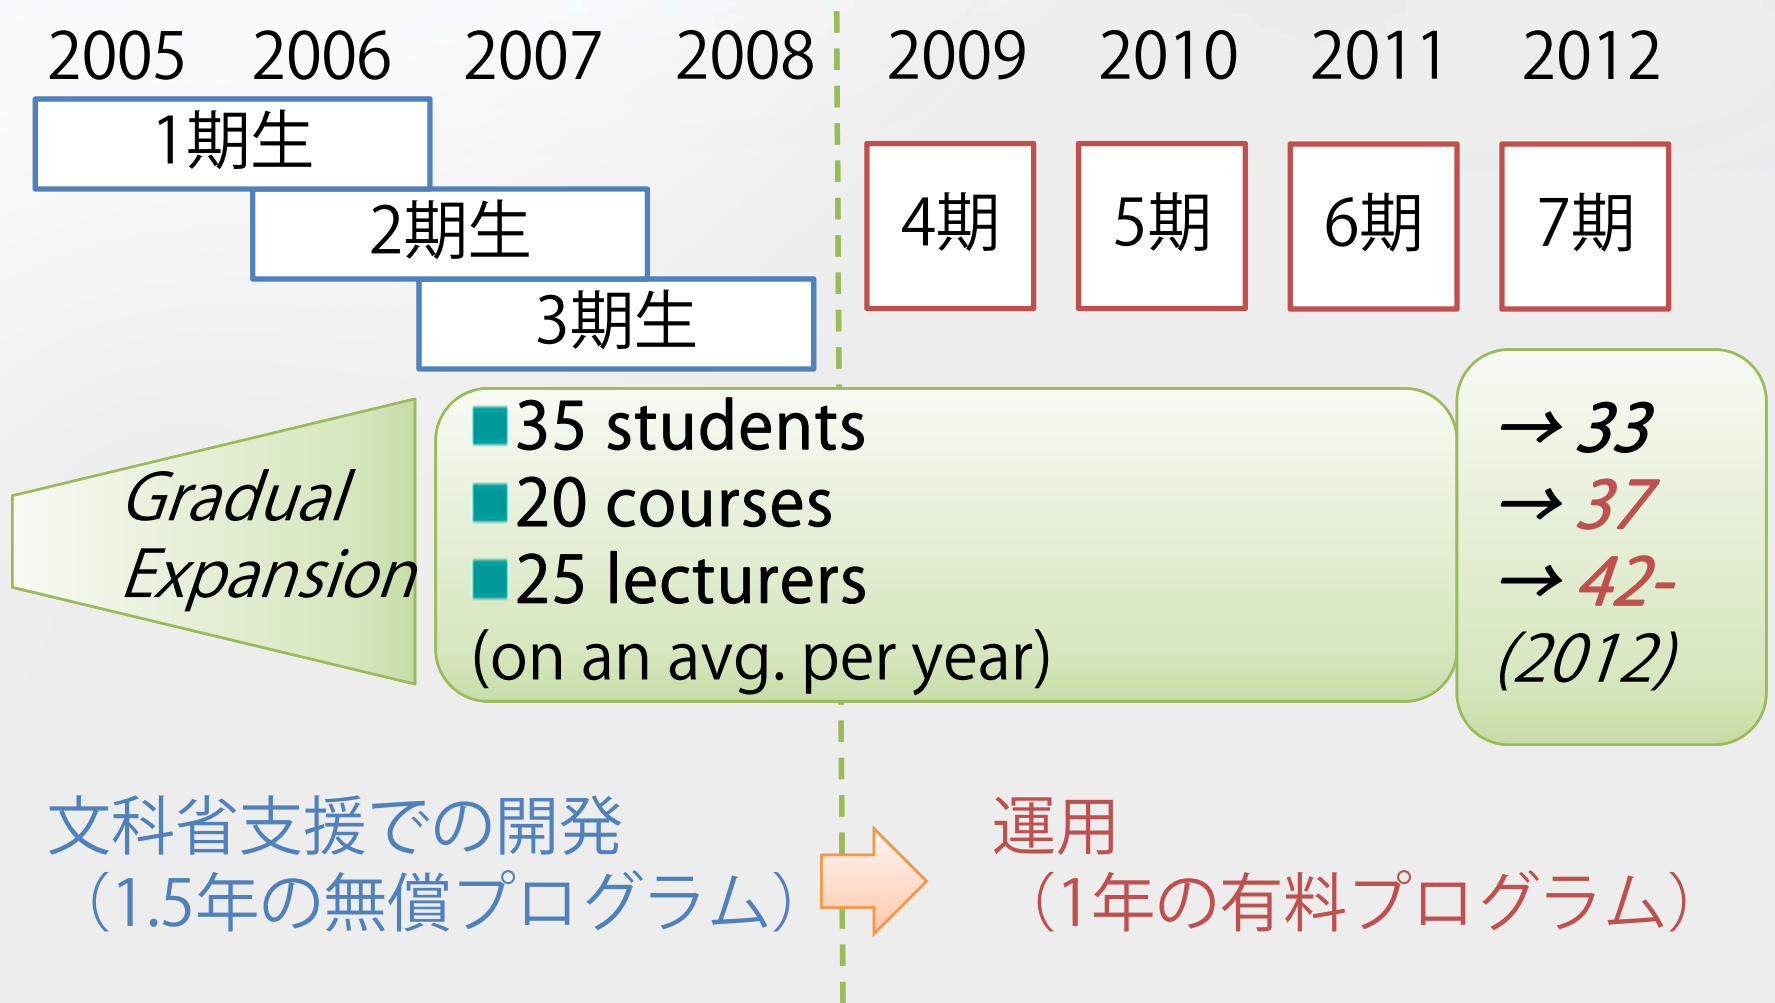 2005 2006 2007 2008 2009 2010 2011 2012
1期生
2期生
3期生
4期 5期 6期 7期
Gradual
Expansion
35 students
20 courses
25 lecturers
(on an avg. per year)
→ 33
→ 37
→ 42-
(2012)
文科省支援での開発
（1.5年の無償プログラム）
運用
（1年の有料プログラム）